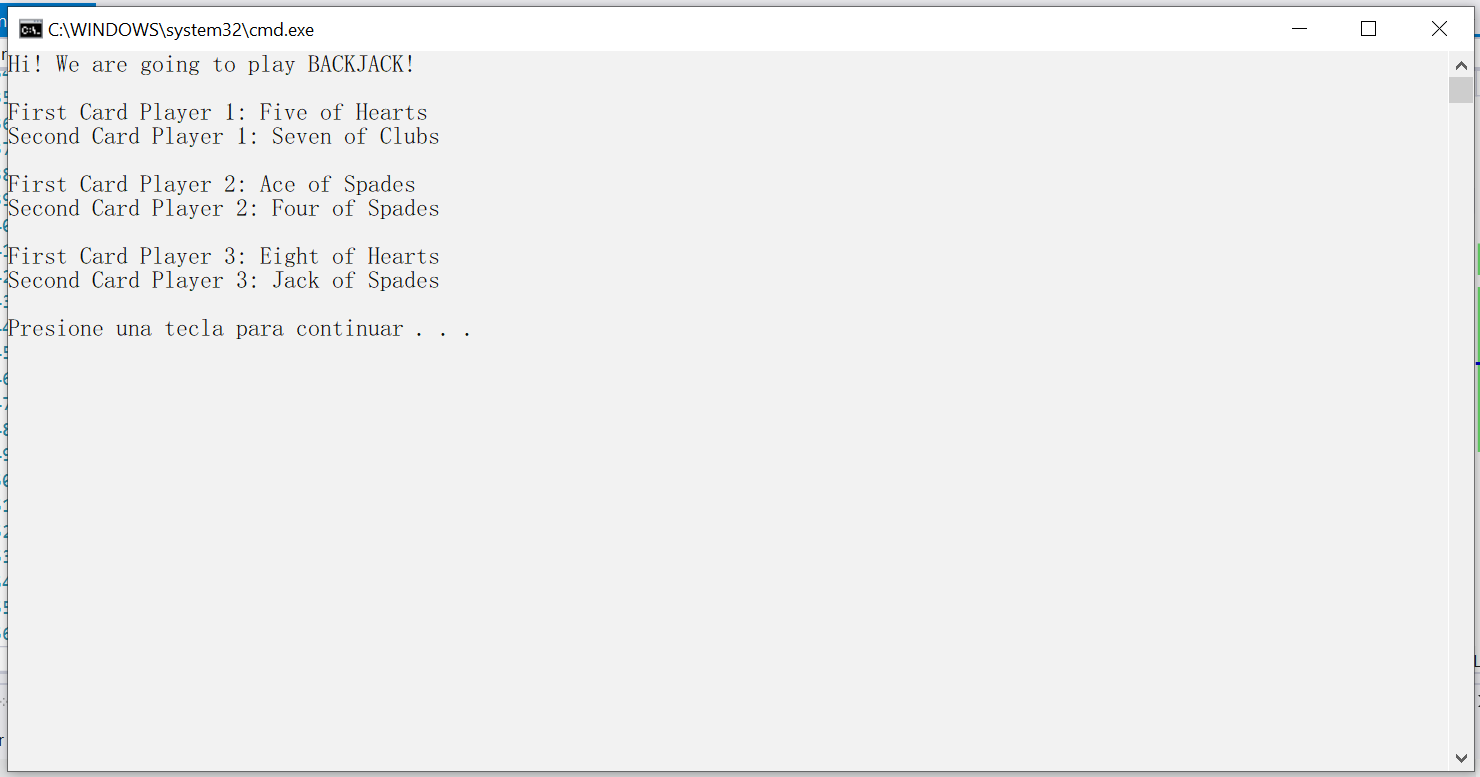 C:\WINDOWS\system32\cmd.exe
Hi! We are going to play BACKJACK!
First Card Player 1: Five of Hearts
Second Card Player 1: Seven of Clubs
First Card Player 2: Ace of Spades
Second Card Player 2: Four of Spades
First Card Player 3: Eight of Hearts
Second Card Player 3: Jack of Spades
Presione una tecla para continuar . . .